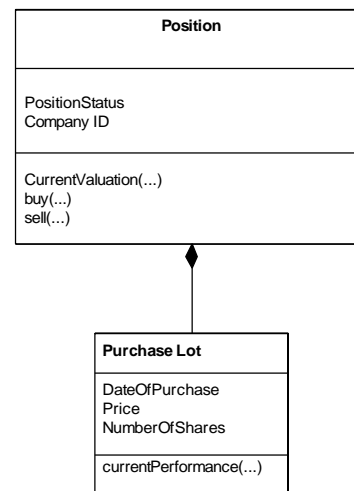 Position
PositionStatus
Company ID
CurrentValuation(...)
buy(...)
sell(...)
Purchase Lot
DateOfPurchase
Price
NumberOfShares
currentPerformance(...)